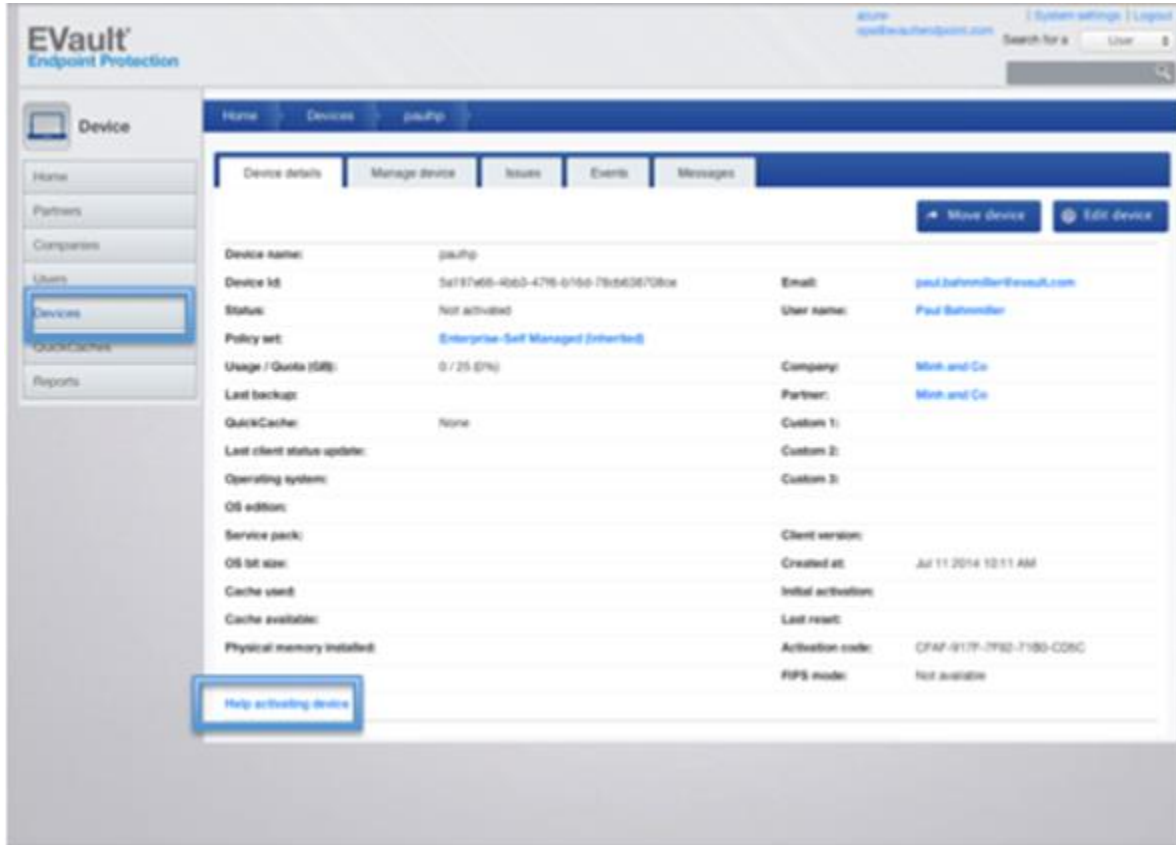 EVault
Endpoint Protection
| System settings | Logout
Search for a User
Device
Home Devices paulhp
Home
Partners
Companies
Users
Devices
QuickCaches
Reports
Device details Manage device Issues Events Messages
Move device Edit device
Device name: paulhp
Device Id: Email: paul.bahnmiller@evault.com
Status: Not activated User name: Paul Bahnmiller
Policy set: Enterprise-Self Managed (Inherited)
Usage / Quota (GB): 0 / 25 (0%) Company: Minh and Co
Last backup: Partner: Minh and Co
QuickCache: None Custom 1:
Last client status update: Custom 2:
Operating system: Custom 3:
OS edition:
Service pack: Client version:
OS bit size: Created at: Jul 11 2014 10:11 AM
Cache used: Initial activation:
Cache available: Last reset:
Physical memory installed: Activation code:
FIPS mode: Not available
Help activating device